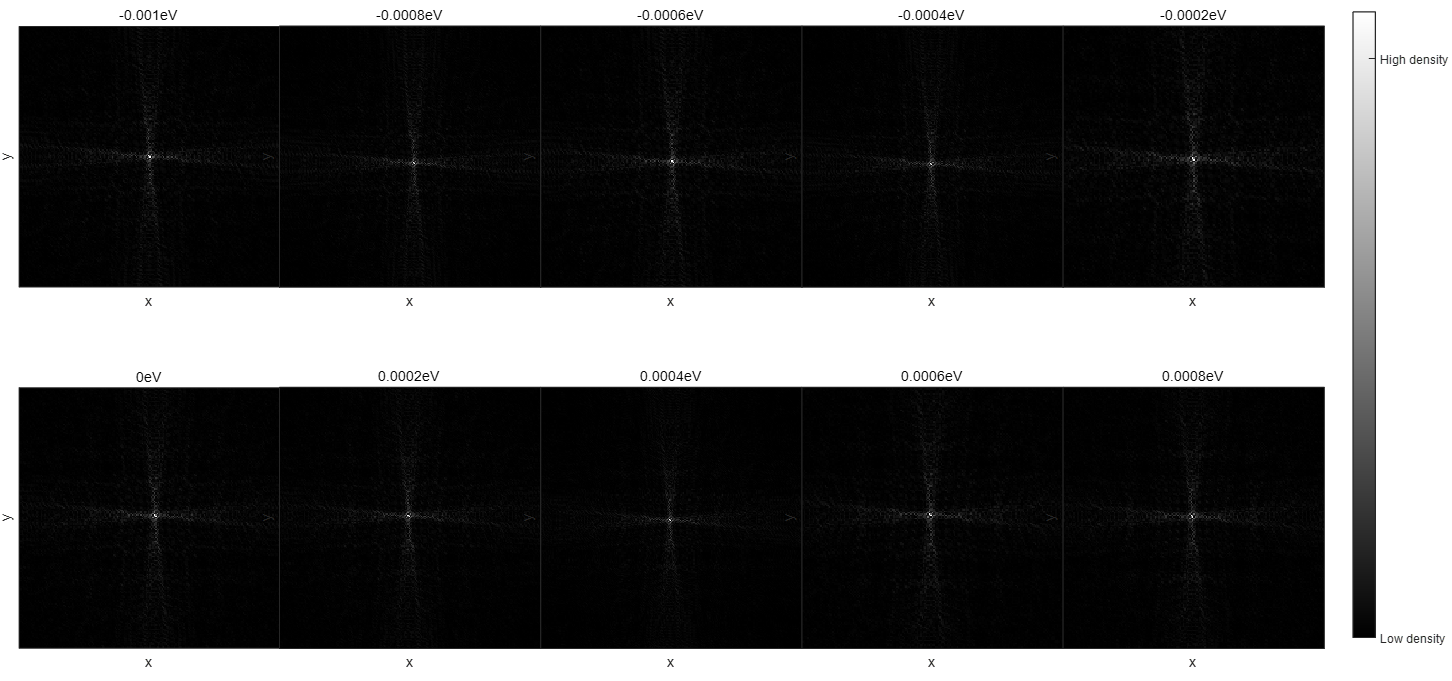 -0.001eV -0.0008eV -0.0006eV -0.0004eV -0.0002eV
High density
y y y y y
x x x x x
0eV 0.0002eV 0.0004eV 0.0006eV 0.0008eV
y y y y y
Low density
x x x x x